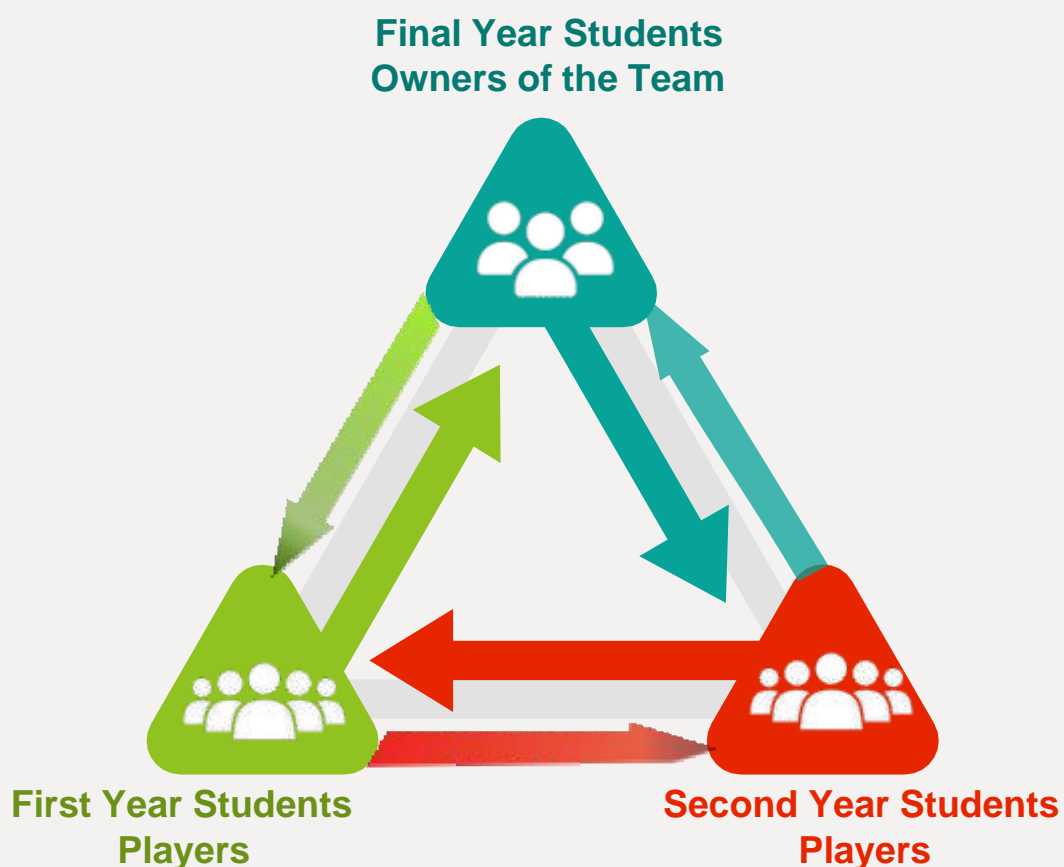 Final Year Students
Owners of the Team
First Year Students
Players
Second Year Students
Players